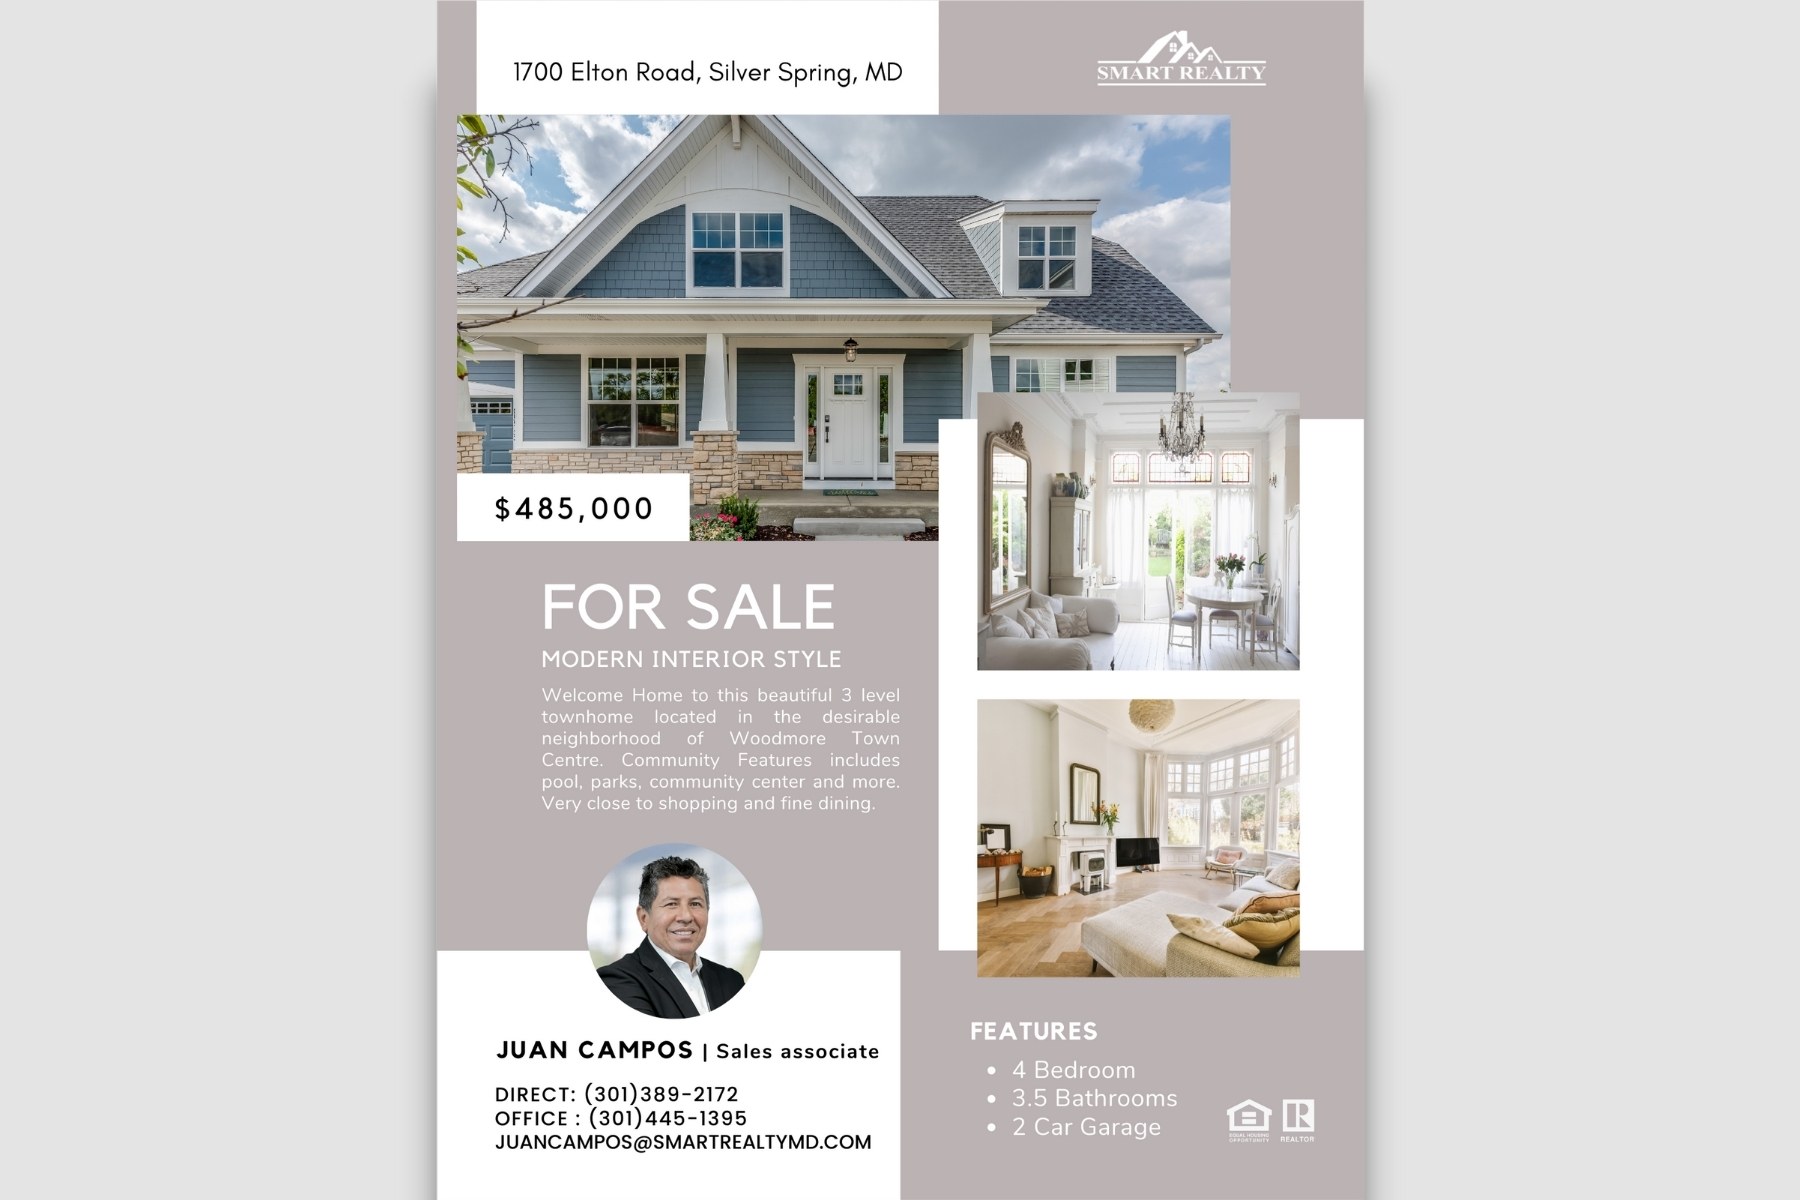 1700 Elton Road, Silver Spring, MD
SMART REALTY
$485,000
FOR SALE
MODERN INTERIOR STYLE
Welcome Home to this beautiful 3 level
townhome located in the desirable
neighborhood of Woodmore Town
Centre. Community Features includes
pool, parks, community center and more.
Very close to shopping and fine dining.
JUAN CAMPOS | Sales associate
DIRECT: (301)389-2172
OFFICE : (301)445-1395
JUANCAMPOS@SMARTREALTYMD.COM
FEATURES
• 4 Bedroom
• 3.5 Bathrooms
• 2 Car Garage
EQUAL HOUSING
OPPORTUNITY
R
REALTOR